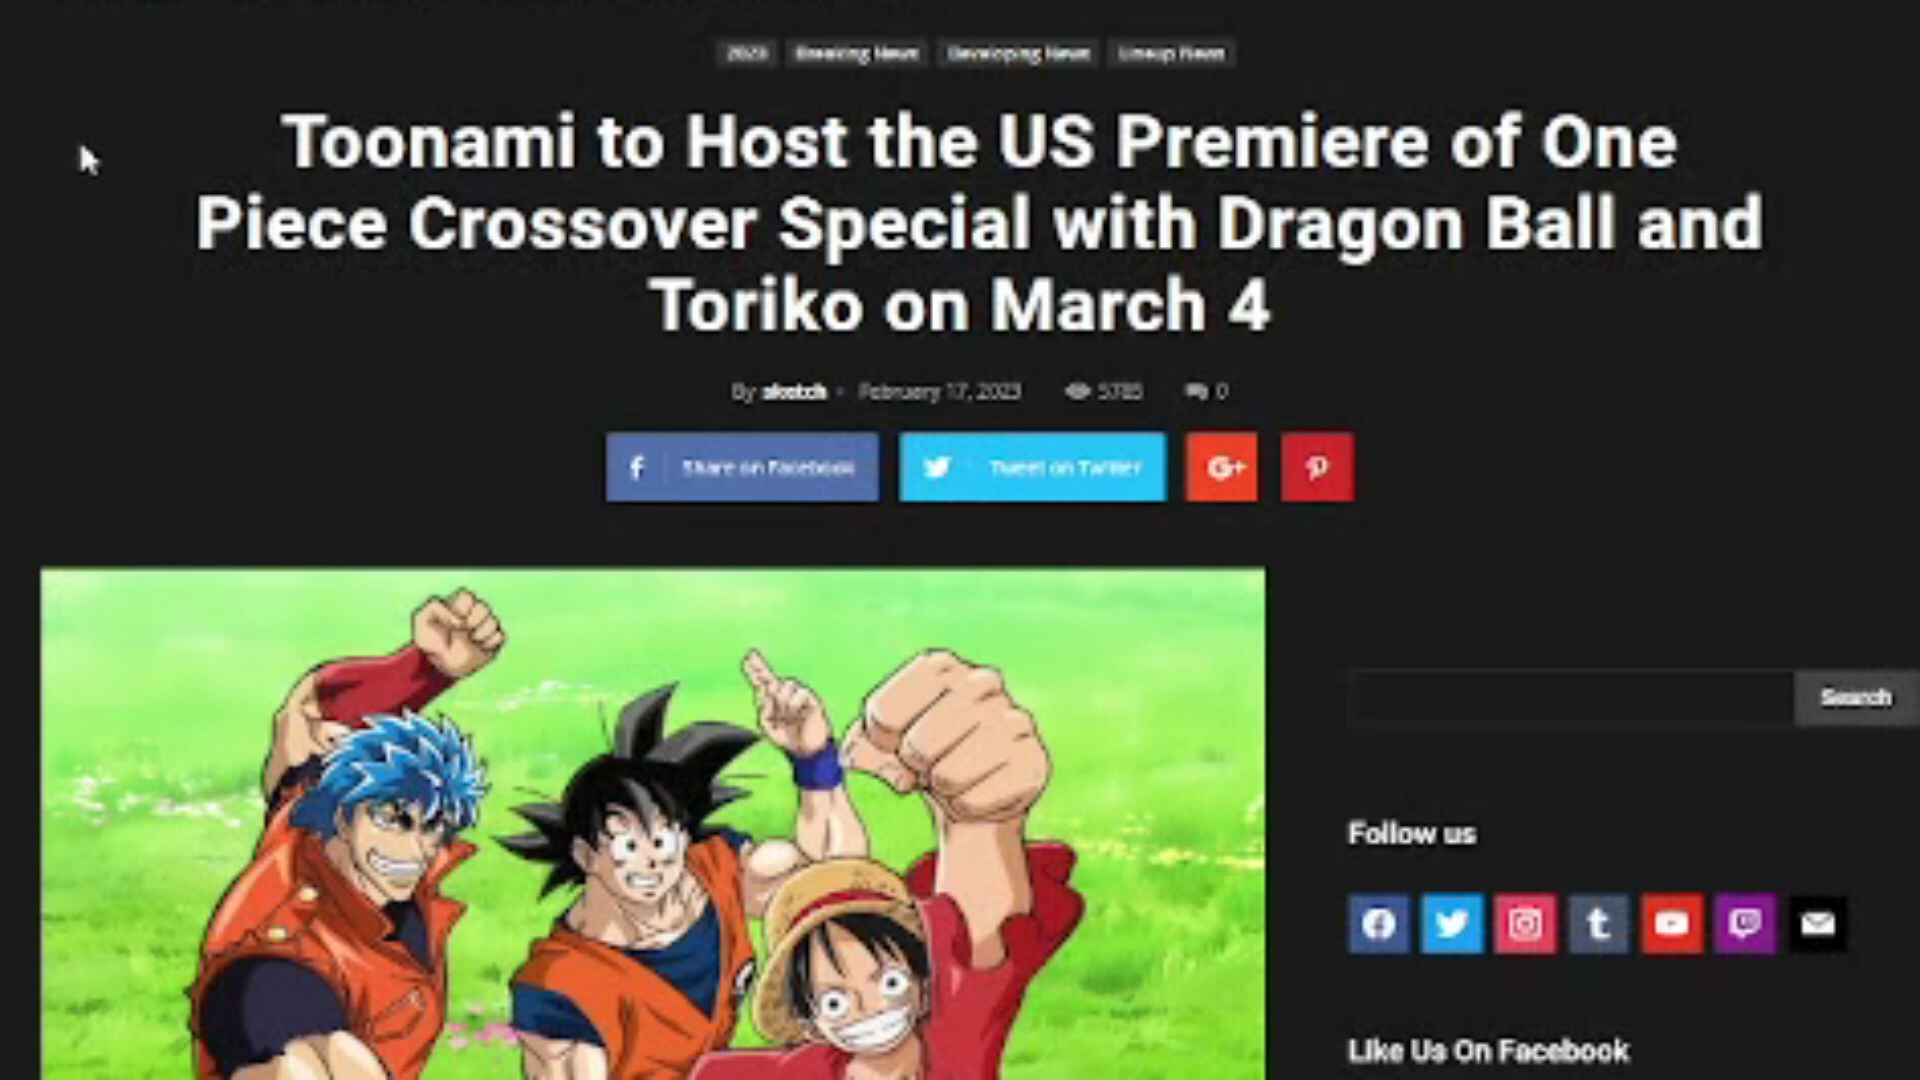 2023 Breaking News Developing News Lineup News
Toonami to Host the US Premiere of One
Piece Crossover Special with Dragon Ball and
Toriko on March 4
By sketch - February 17, 2023 5785 0
Share on Facebook Tweet on Twitter G+
Search
Follow us
Like Us On Facebook